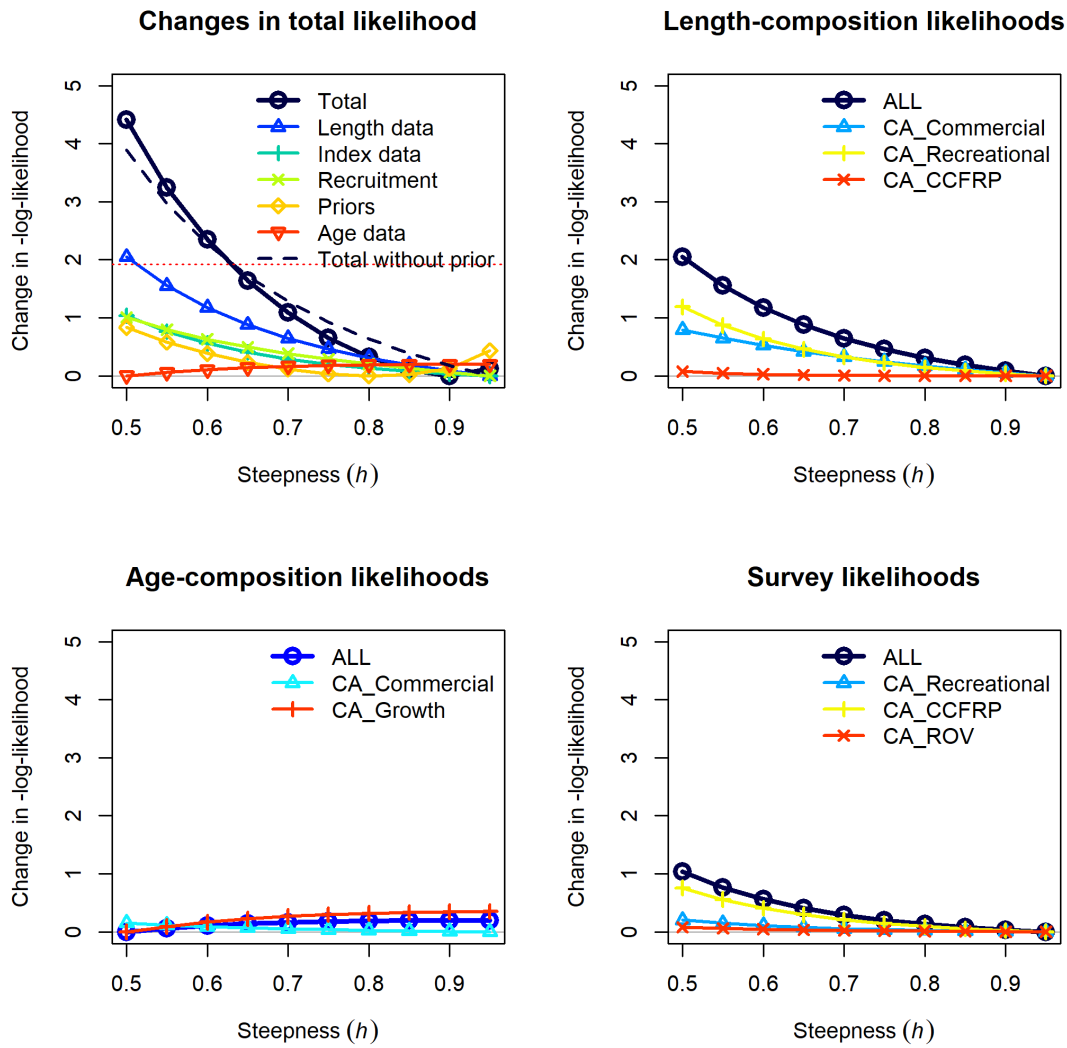 Changes in total likelihood
Change in -log-likelihood
5
4
3
2
1
0
Total
Length data
Index data
Recruitment
Priors
Age data
Total without prior
0.5 0.6 0.7 0.8 0.9
Steepness (h)
Length-composition likelihoods
Change in -log-likelihood
5
4
3
2
1
0
ALL
CA_Commercial
CA_Recreational
CA_CCFRP
0.5 0.6 0.7 0.8 0.9
Steepness (h)
Age-composition likelihoods
Change in -log-likelihood
5
4
3
2
1
0
ALL
CA_Commercial
CA_Growth
0.5 0.6 0.7 0.8 0.9
Steepness (h)
Survey likelihoods
Change in -log-likelihood
5
4
3
2
1
0
ALL
CA_Recreational
CA_CCFRP
CA_ROV
0.5 0.6 0.7 0.8 0.9
Steepness (h)